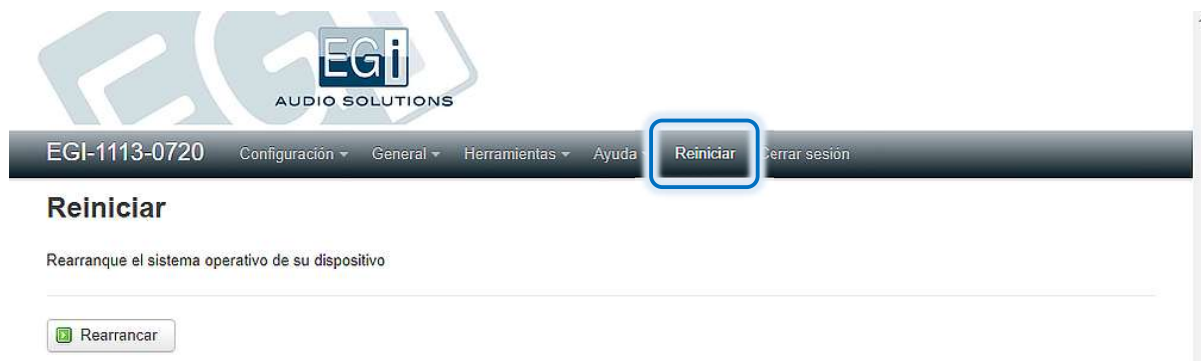 EGi
AUDIO SOLUTIONS
EGI-1113-0720 Configuración General Herramientas Ayuda Reiniciar Cerrar sesión
Reiniciar
Rearranque el sistema operativo de su dispositivo
Rearrancar